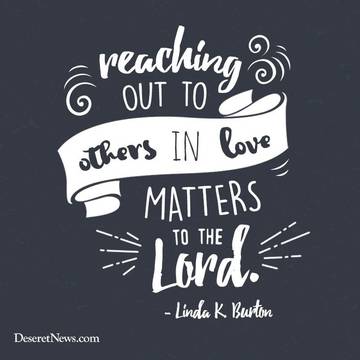 reaching
OUT TO
others IN love
MATTERS
TO THE
Lord.
- Linda K. Burton
DeseretNews.com